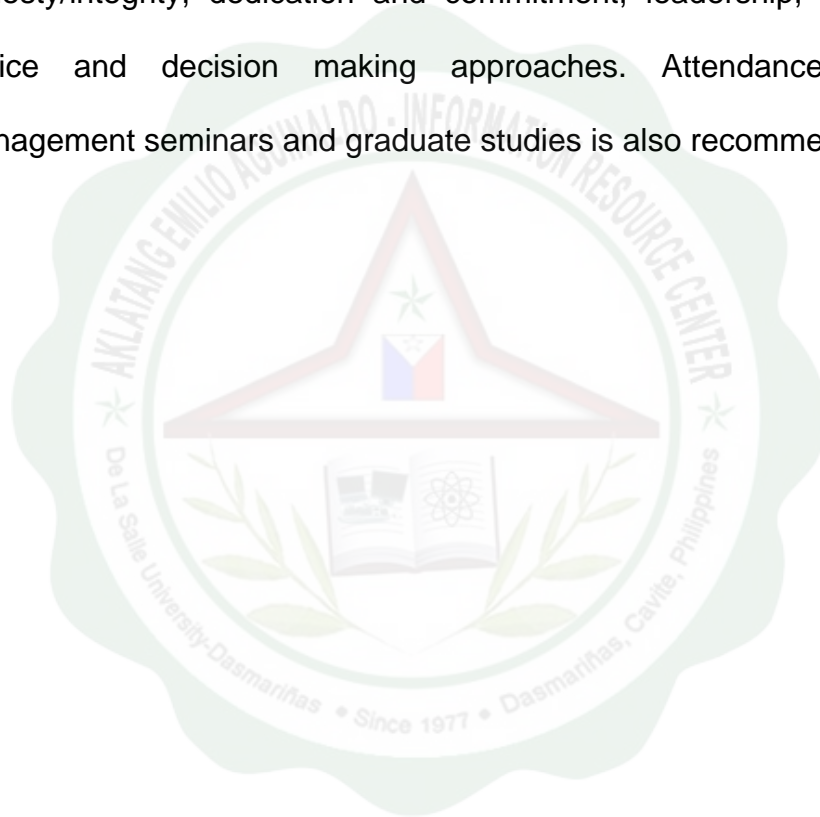 esty/integrity, dedication and commitment, leadership,
ice and decision making approaches. Attendance
nagement seminars and graduate studies is also recomme
AKLATANG EMILIO AGUINALDO - INFORMATION RESOURCE CENTER
De La Salle University-Dasmariñas • Since 1977 • Dasmariñas, Cavite, Philippines